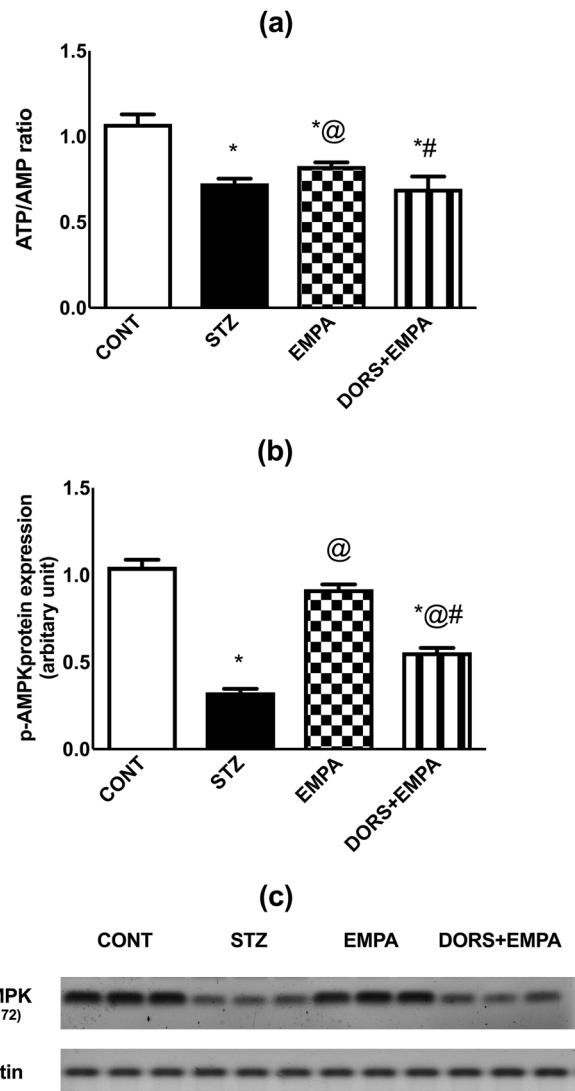 (a)
ATP/AMP ratio
1.5
1.0
0.5
0.0
*
*@
*#
CONT
STZ
EMPA
DORS+EMPA
(b)
p-AMPKprotein expression
(arbitary unit)
1.5
1.0
0.5
0.0
*
@
*@#
CONT
STZ
EMPA
DORS+EMPA
(c)
CONT STZ EMPA DORS+EMPA
MPK
72)
tin